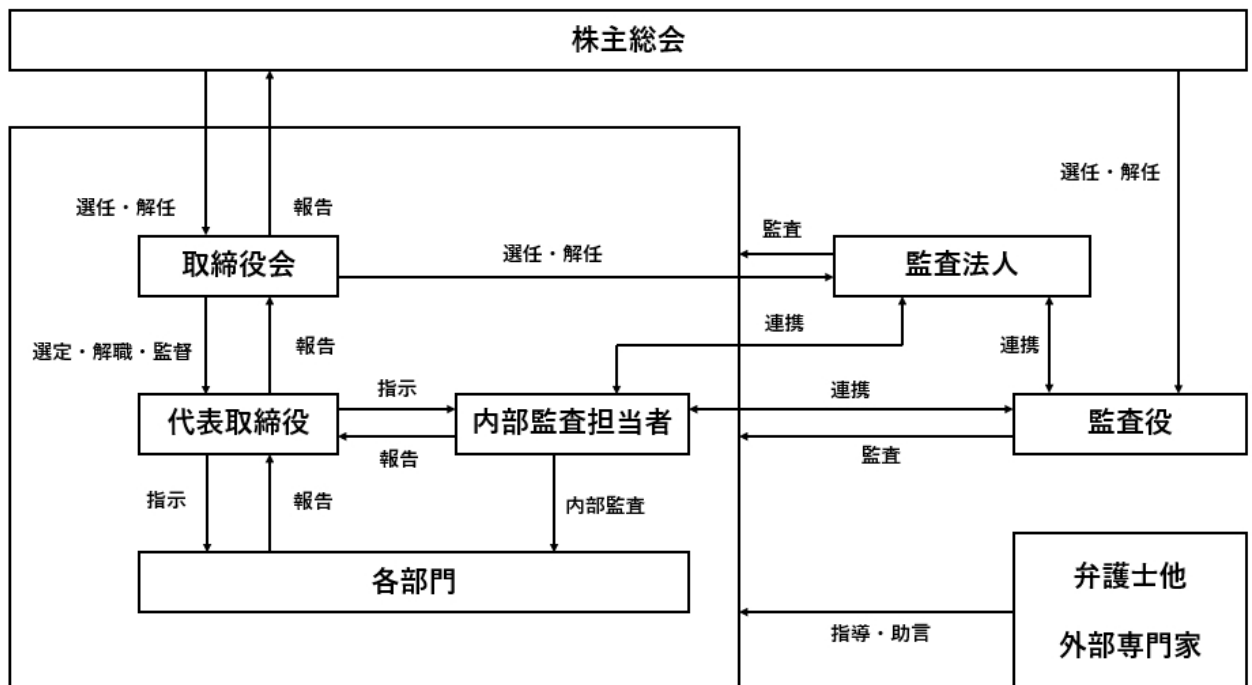 株主総会
選任・解任
選任・解任
報告
監査
取締役会
選任・解任
監査法人
連携
選定・解職・監督
報告
連携
指示
連携
代表取締役
内部監査担当者
監査役
報告
監査
指示
報告
内部監査
各部門
弁護士他
指導・助言
外部専門家